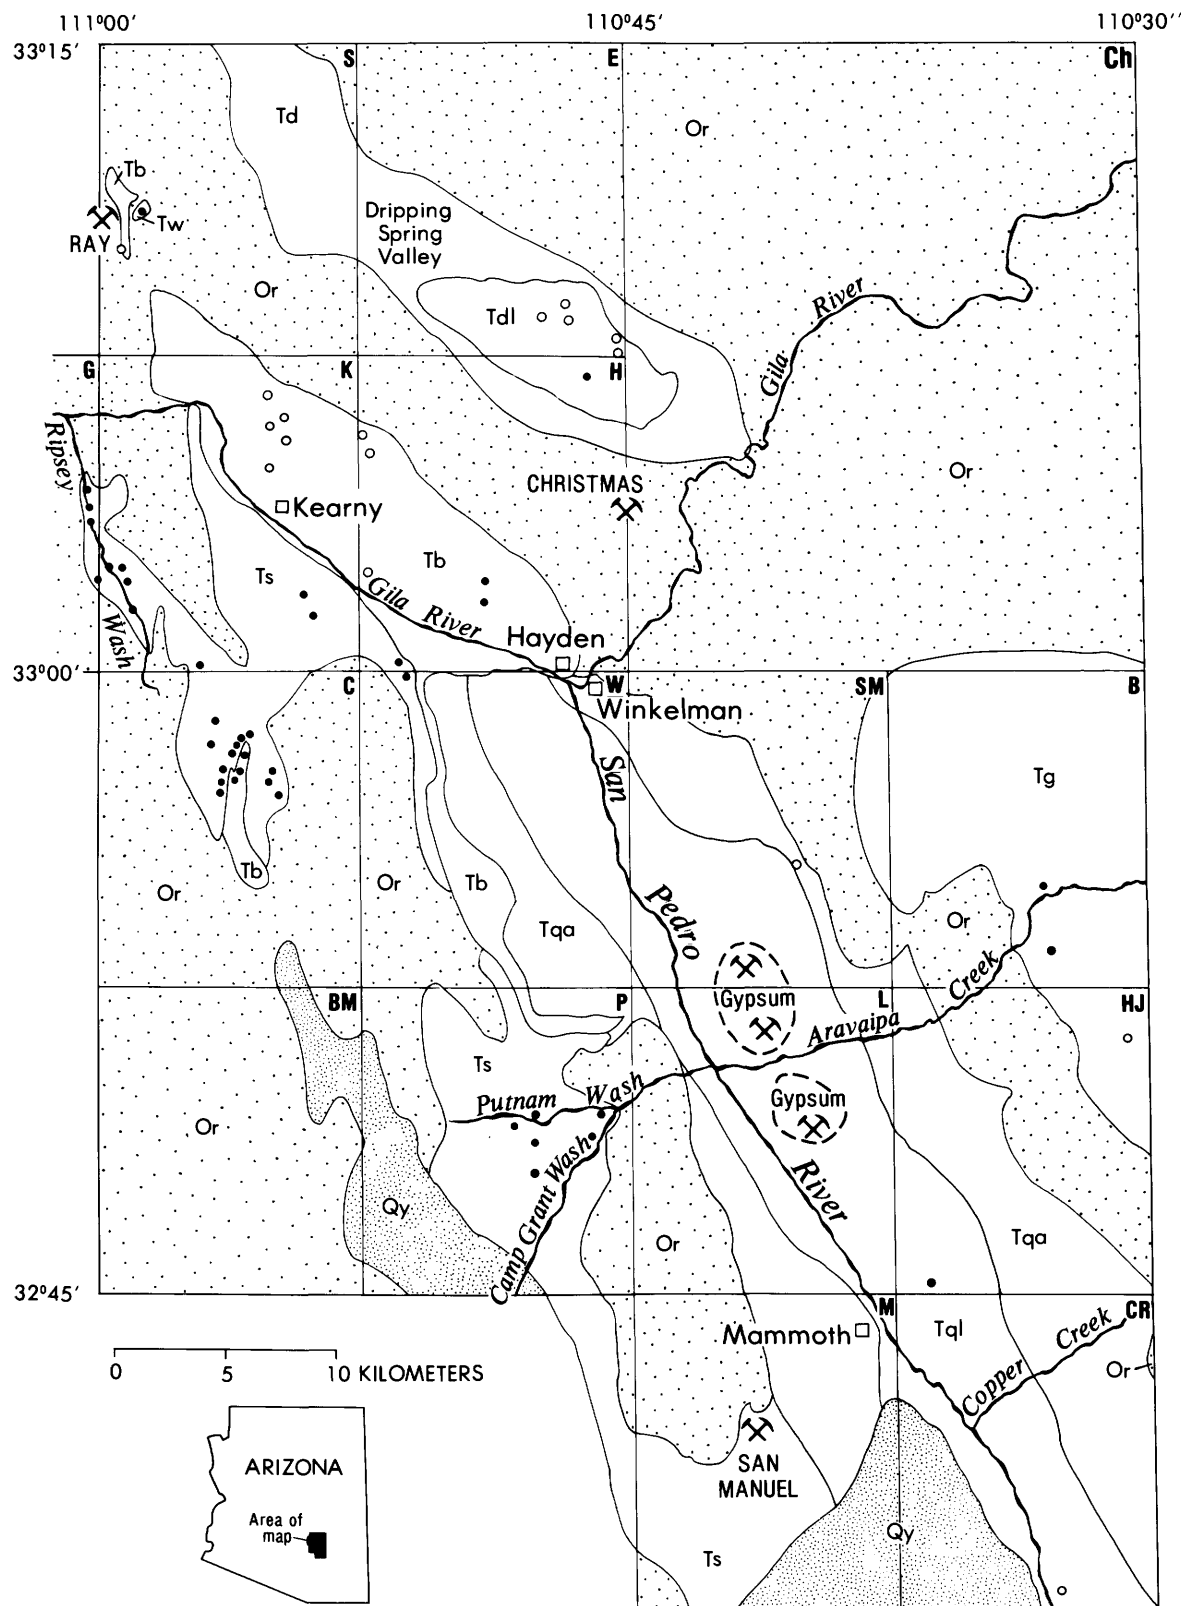 111°00′ 110°45′ 110°30′′
33°15′
S E Ch
Td
Or
Tb
Tw
RAY
Dripping
Spring
Valley
Or
Tdl
Gila River
G K H
Ripsey Wash
CHRISTMAS
Or
Kearny
Tb
Ts
Gila River
Hayden
33°00′
C W SM B
Winkelman
San Pedro River
Tg
Tb
Or
Or
Tb
Or
Tqa
BM P L HJ
Gypsum
Aravaipa Creek
Ts
Putnam Wash
Gypsum
Or
Camp Grant Wash
Qy
Or
Tqa
32°45′
M CR
Mammoth
Tql
Copper Creek
Or
0 5 10 KILOMETERS
SAN
MANUEL
ARIZONA
Area of
map
Qy
Ts